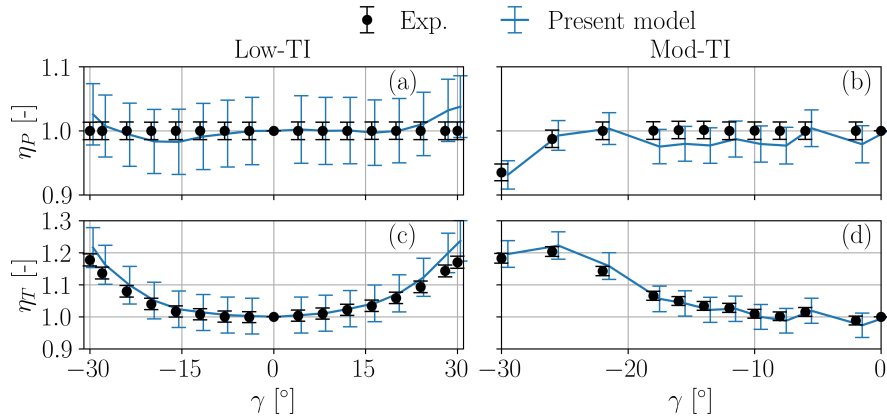 Exp. Present model
Low-TI Mod-TI
(a) (b)
1.1
1.0
0.9
η_P [-]
(c) (d)
1.3
1.2
1.1
1.0
0.9
η_T [-]
−30 −15 0 15 30 −30 −20 −10 0
γ [°] γ [°]